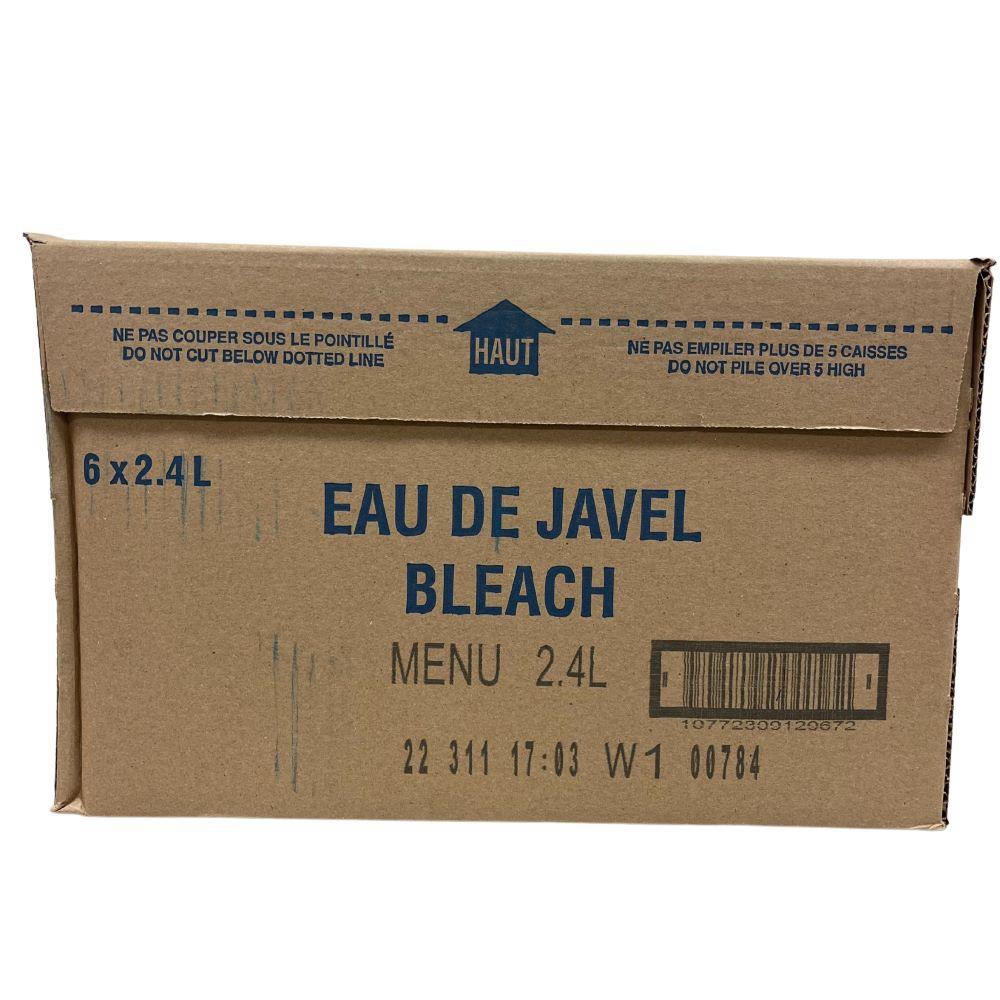 NE PAS COUPER SOUS LE POINTILLÉ
DO NOT CUT BELOW DOTTED LINE
HAUT
NE PAS EMPILER PLUS DE 5 CAISSES
DO NOT PILE OVER 5 HIGH
6 x 2.4 L
EAU DE JAVEL
BLEACH
MENU 2.4L
10772309120672
22 311 17:03 W1 00784